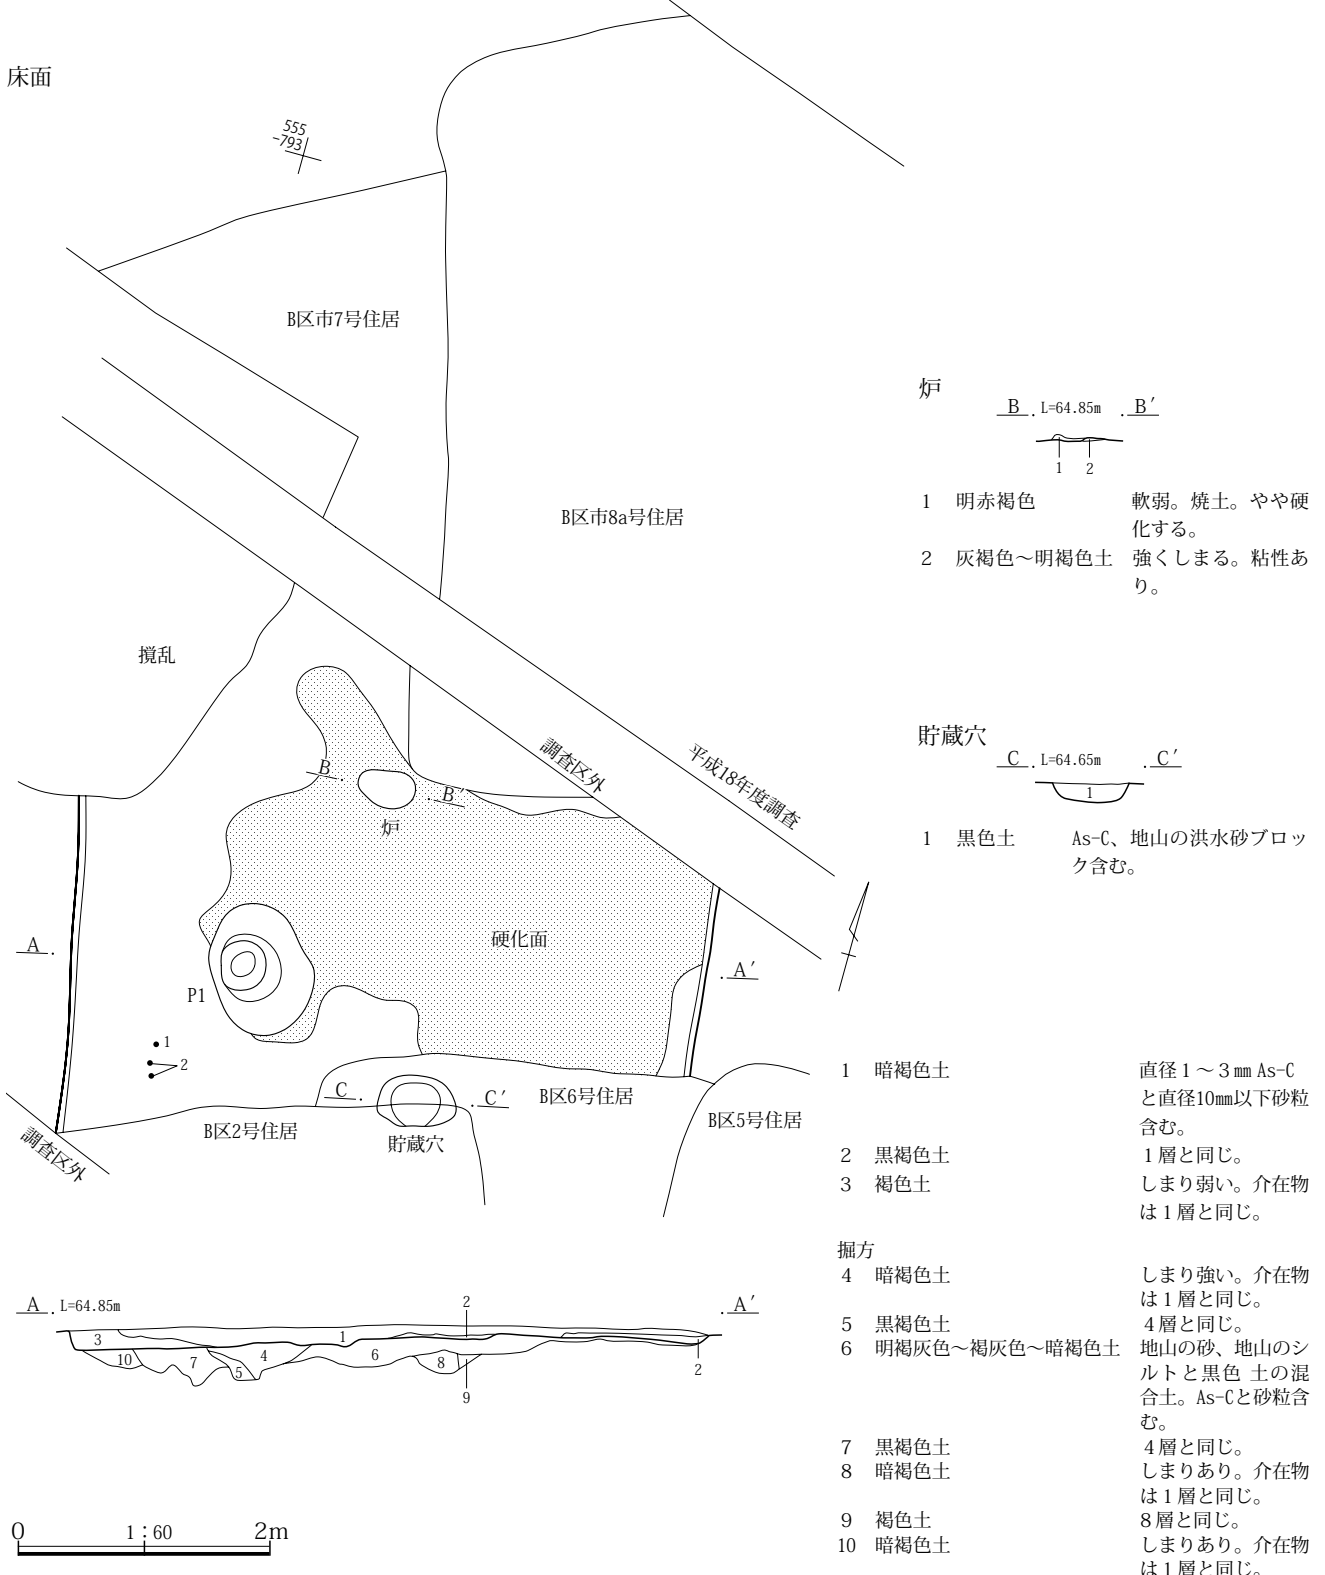 床面
555
-793
B区市7号住居
B区市8a号住居
撹乱
調査区外
平成18年度調査
B .
. B′
炉
硬化面
A .
. A′
P1
1
2
C .
. C′
B区6号住居
B区5号住居
B区2号住居
貯蔵穴
調査区外
炉
B . L=64.85m . B′
1 2
1 明赤褐色 軟弱。焼土。やや硬
化する。
2 灰褐色～明褐色土 強くしまる。粘性あ
り。
貯蔵穴
C . L=64.65m . C′
1
1 黒色土 As-C、地山の洪水砂ブロッ
ク含む。
1 暗褐色土 直径１～３㎜ As-C
と直径10㎜以下砂粒
含む。
2 黒褐色土 １層と同じ。
3 褐色土 しまり弱い。介在物
は１層と同じ。
掘方
4 暗褐色土 しまり強い。介在物
は１層と同じ。
5 黒褐色土 ４層と同じ。
6 明褐灰色～褐灰色～暗褐色土 地山の砂、地山のシ
ルトと黒色 土の混
合土。As-Cと砂粒含
む。
7 黒褐色土 ４層と同じ。
8 暗褐色土 しまりあり。介在物
は１層と同じ。
9 褐色土 ８層と同じ。
10 暗褐色土 しまりあり。介在物
は１層と同じ。
A . L=64.85m . A′
2
3 1
10 7 5 4 6 8
9
2
0 1：60 2m